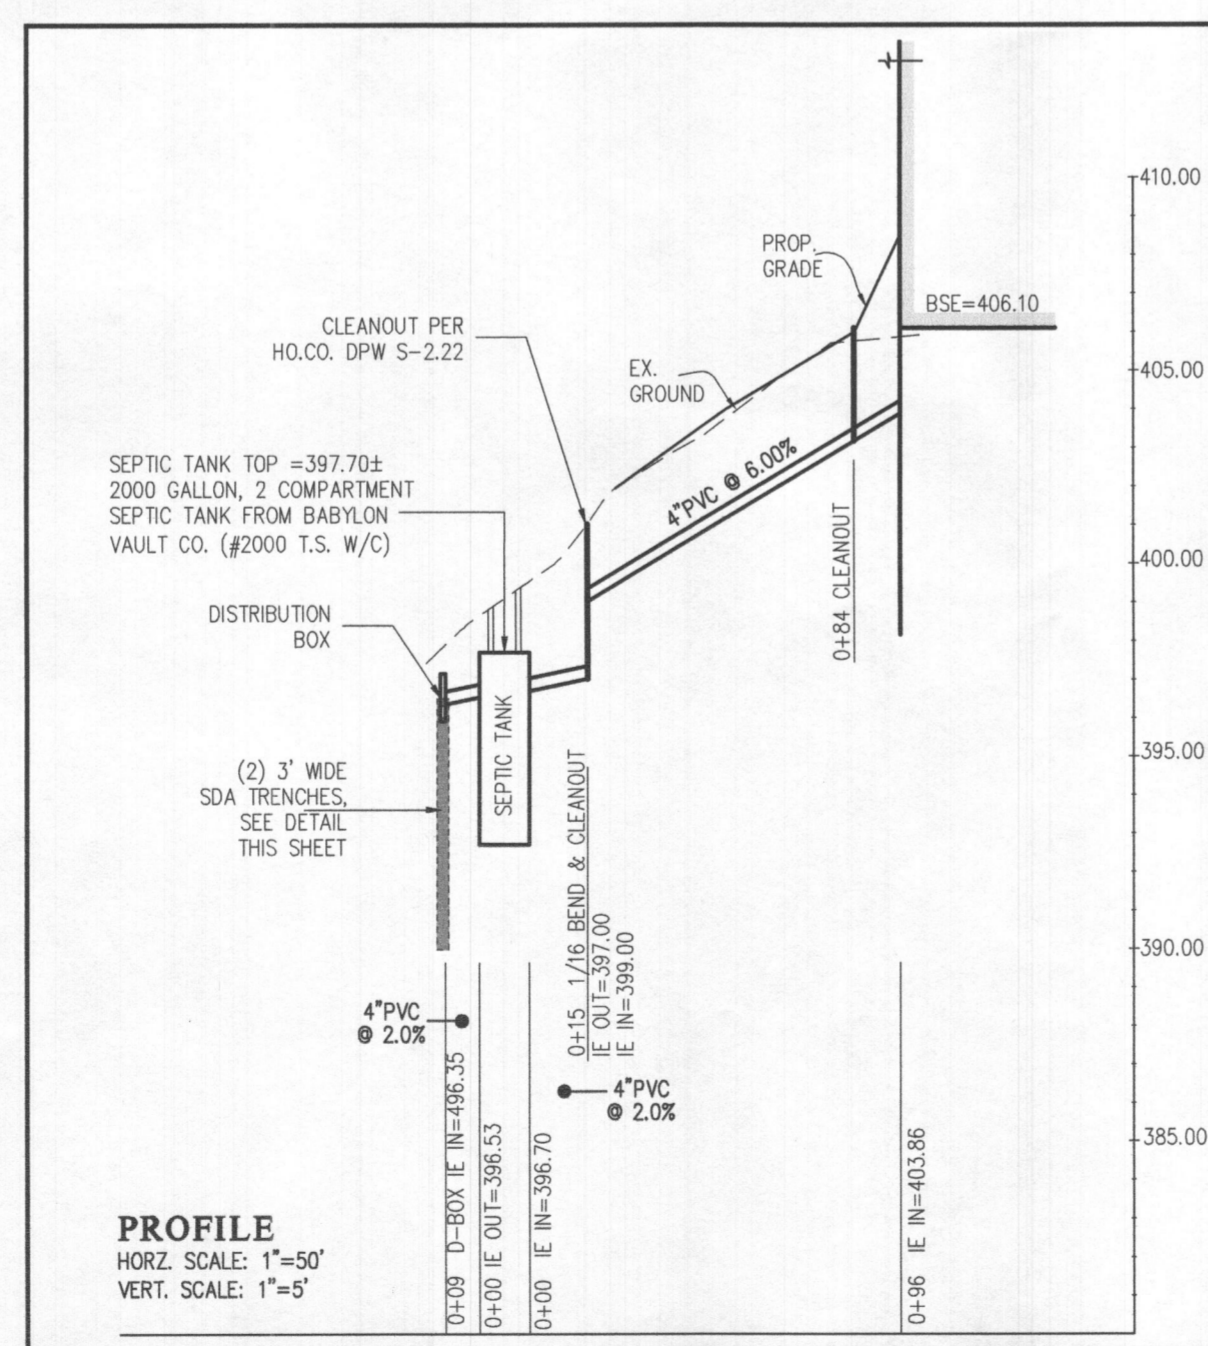 410.00
PROP.
GRADE
BSE=406.10
CLEANOUT PER
HO.CO. DPW S-2.22
EX.
GROUND
405.00
4"PVC @ 6.00%
SEPTIC TANK TOP =397.70±
2000 GALLON, 2 COMPARTMENT
SEPTIC TANK FROM BABYLON
VAULT CO. (#2000 T.S. W/C)
400.00
0+84 CLEANOUT
DISTRIBUTION
BOX
SEPTIC TANK
395.00
(2) 3' WIDE
SDA TRENCHES,
SEE DETAIL
THIS SHEET
0+15 1/16 BEND & CLEANOUT
IE OUT=397.00
IE IN=399.00
390.00
4"PVC
@ 2.0%
4"PVC
@ 2.0%
385.00
0+09 D-BOX IE IN=496.35
0+00 IE OUT=396.53
0+00 IE IN=396.70
0+96 IE IN=403.86
PROFILE
HORZ. SCALE: 1"=50'
VERT. SCALE: 1"=5'